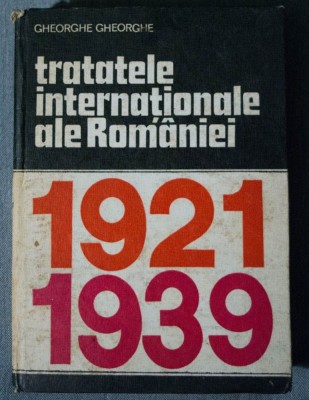 GHEORGHE GHEORGHE
tratatele
internaționale
ale României
1921
1939